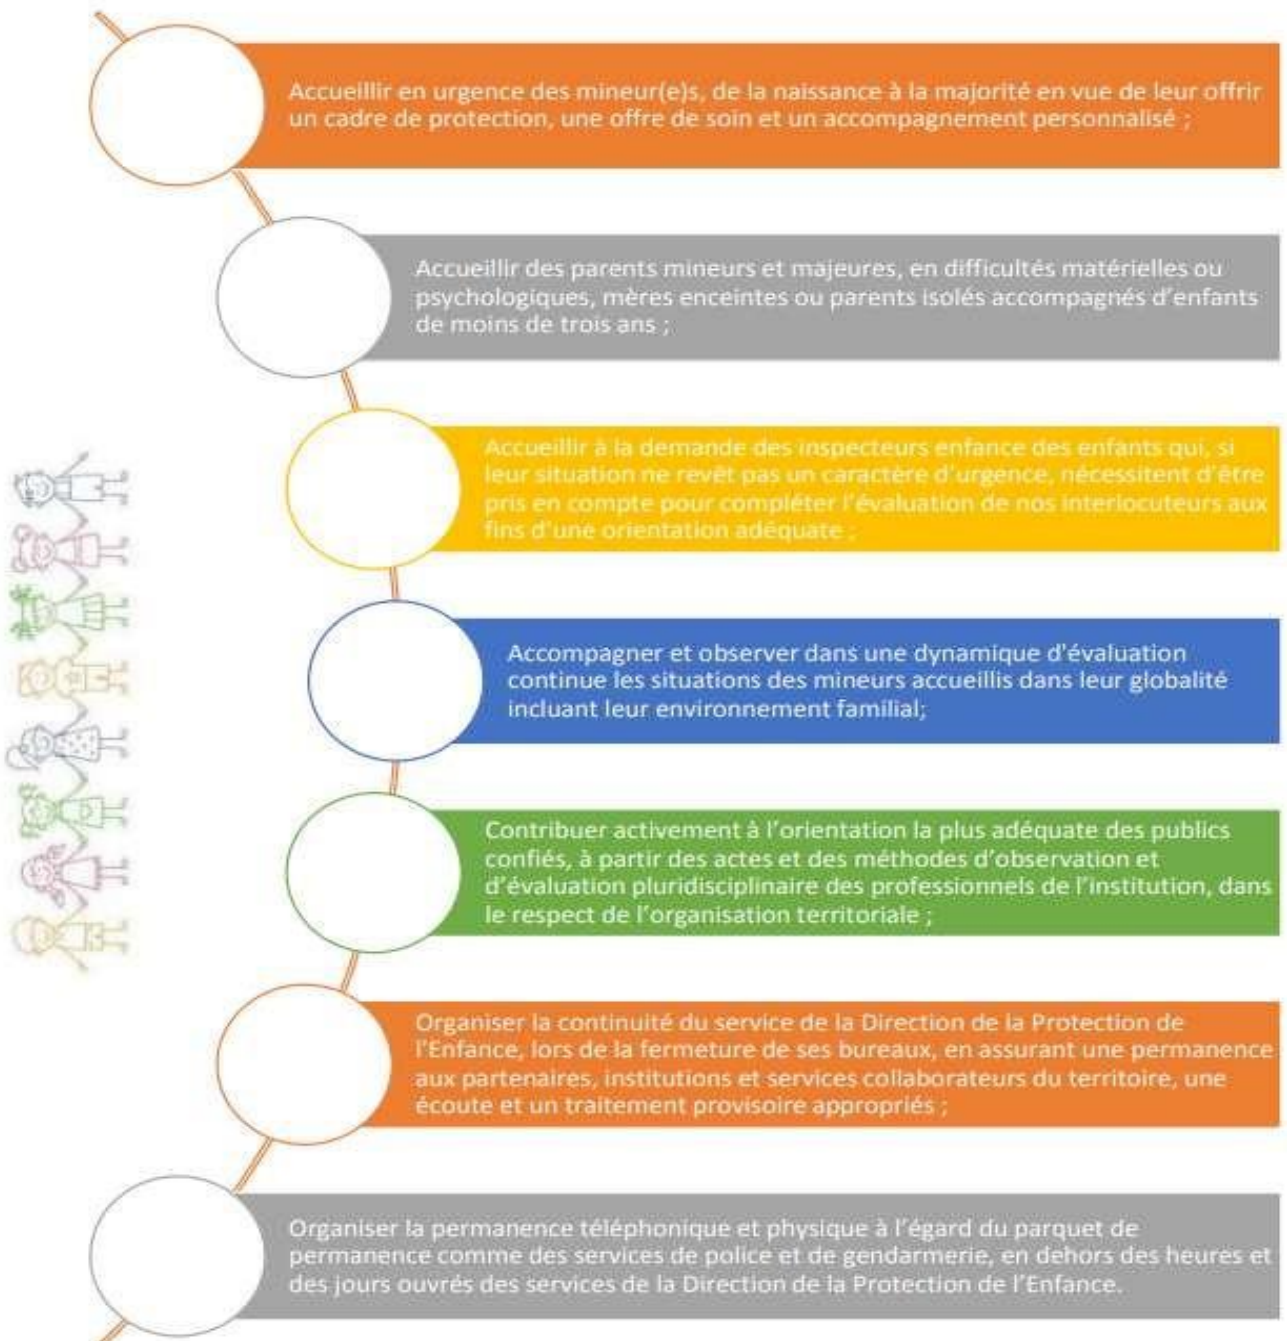 Accueillir en urgence des mineur(e)s, de la naissance à la majorité en vue de leur offrir
un cadre de protection, une offre de soin et un accompagnement personnalisé ;
Accueillir des parents mineurs et majeures, en difficultés matérielles ou
psychologiques, mères enceintes ou parents isolés accompagnés d'enfants
de moins de trois ans ;
Accueillir à la demande des inspecteurs enfance des enfants qui, si
leur situation ne revêt pas un caractère d'urgence, nécessitent d'être
pris en compte pour compléter l'évaluation de nos interlocuteurs aux
fins d'une orientation adéquate ;
Accompagner et observer dans une dynamique d'évaluation
continue les situations des mineurs accueillis dans leur globalité
incluant leur environnement familial;
Contribuer activement à l'orientation la plus adéquate des publics
confiés, à partir des actes et des méthodes d'observation et
d'évaluation pluridisciplinaire des professionnels de l'institution, dans
le respect de l'organisation territoriale ;
Organiser la continuité du service de la Direction de la Protection de
l'Enfance, lors de la fermeture de ses bureaux, en assurant une permanence
aux partenaires, institutions et services collaborateurs du territoire, une
écoute et un traitement provisoire appropriés ;
Organiser la permanence téléphonique et physique à l'égard du parquet de
permanence comme des services de police et de gendarmerie, en dehors des heures et
des jours ouvrés des services de la Direction de la Protection de l'Enfance.